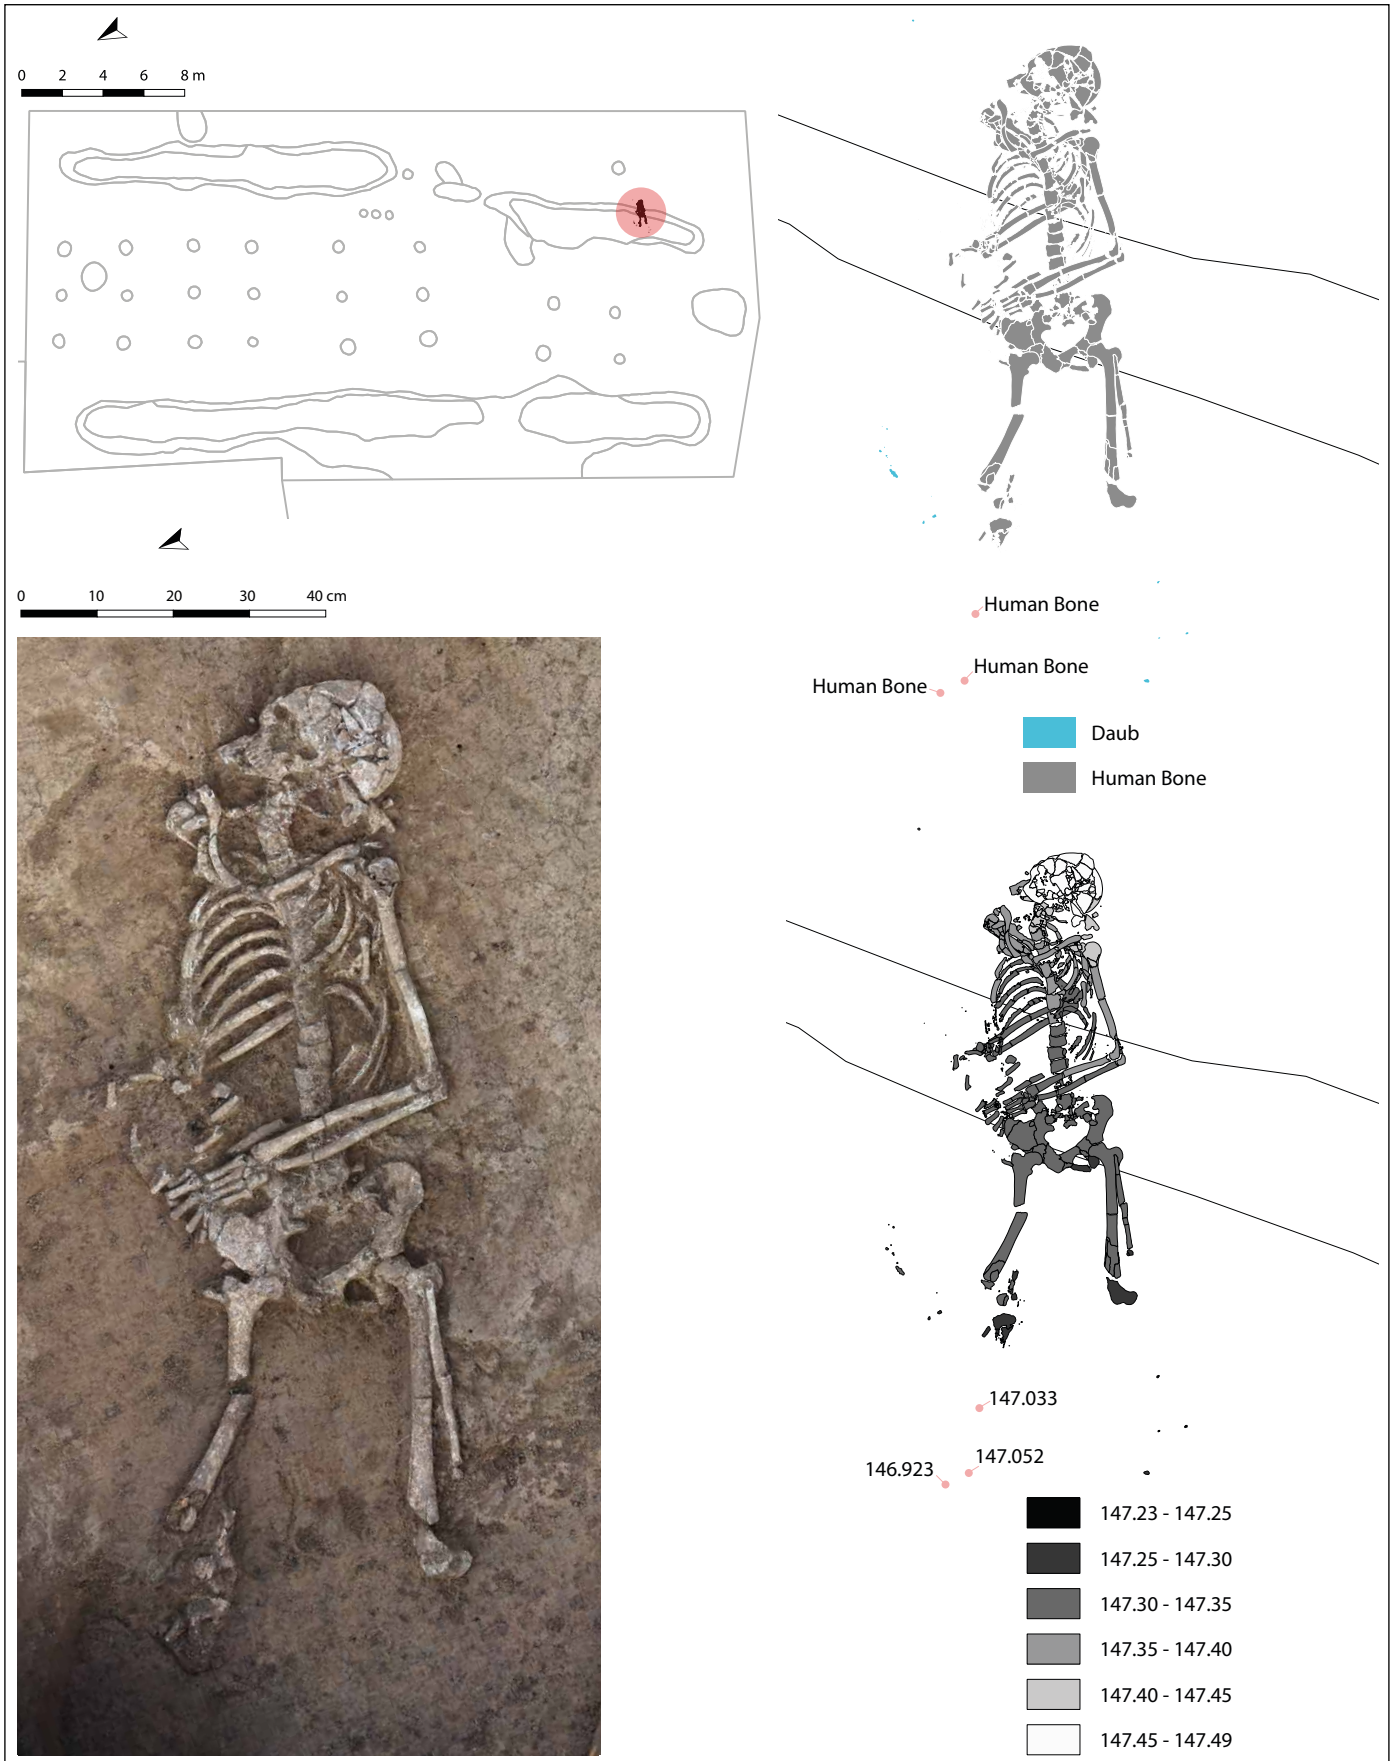 0 2 4 6 8 m
0 10 20 30 40 cm
Human Bone
Human Bone
Human Bone
Daub
Human Bone
147.033
147.052
146.923
147.23 - 147.25
147.25 - 147.30
147.30 - 147.35
147.35 - 147.40
147.40 - 147.45
147.45 - 147.49